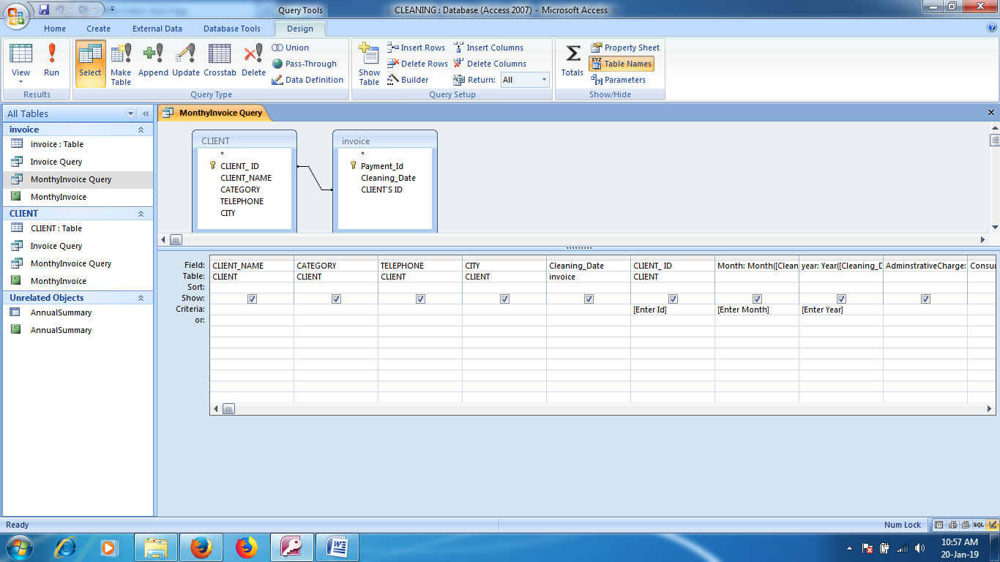 Query Tools
CLEANING : Database (Access 2007) - Microsoft Access
Home Create External Data Database Tools Design
View
Run
Results
Select
Make Table
Append
Update
Crosstab
Delete
Union
Pass-Through
Data Definition
Query Type
Show Table
Insert Rows
Delete Rows
Builder
Insert Columns
Delete Columns
Return: All
Query Setup
Totals
Property Sheet
XYZ Table Names
Parameters
Show/Hide
All Tables
invoice
invoice : Table
Invoice Query
MonthyInvoice Query
MonthyInvoice
CLIENT
CLIENT : Table
Invoice Query
MonthyInvoice Query
MonthyInvoice
Unrelated Objects
AnnualSummary
AnnualSummary
MonthyInvoice Query
CLIENT
*
CLIENT_ ID
CLIENT_NAME
CATEGORY
TELEPHONE
CITY
invoice
*
Payment_Id
Cleaning_Date
CLIENT'S ID
Field: CLIENT_NAME CATEGORY TELEPHONE CITY Cleaning_Date CLIENT_ ID Month: Month([Clean year: Year([Cleaning_D AdminstrativeCharge: Consu
Table: CLIENT CLIENT CLIENT CLIENT invoice CLIENT
Sort:
Show:
Criteria: [Enter Id] [Enter Month] [Enter Year]
or:
Ready
Num Lock
SQL
10:57 AM
20-Jan-19